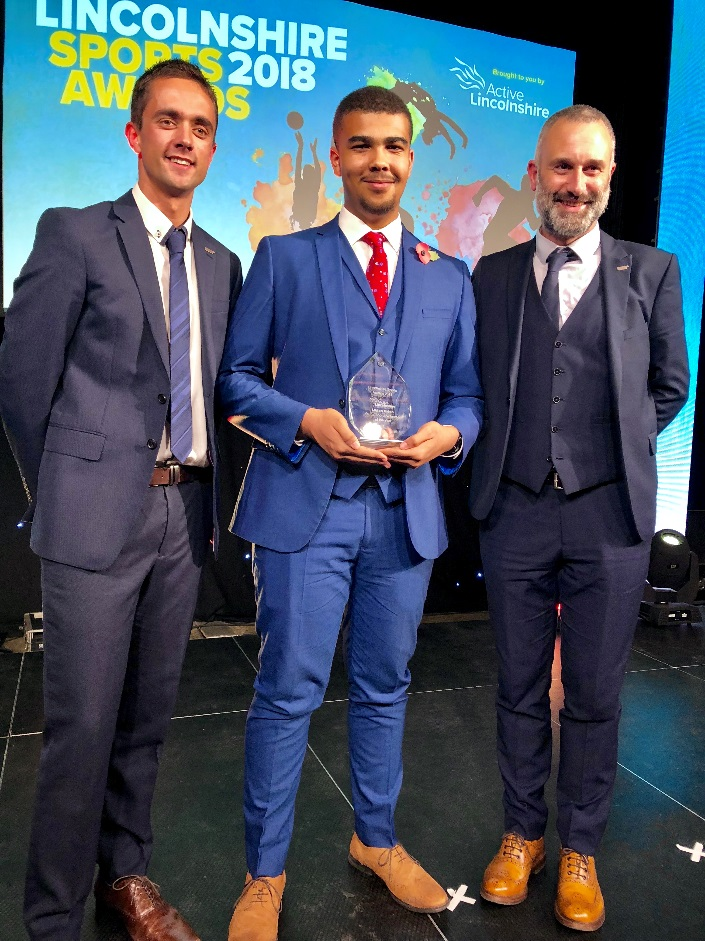 LINCOLNSHIRE
SPORTS 2018
AWARDS
Brought to you by
Active
Lincolnshire